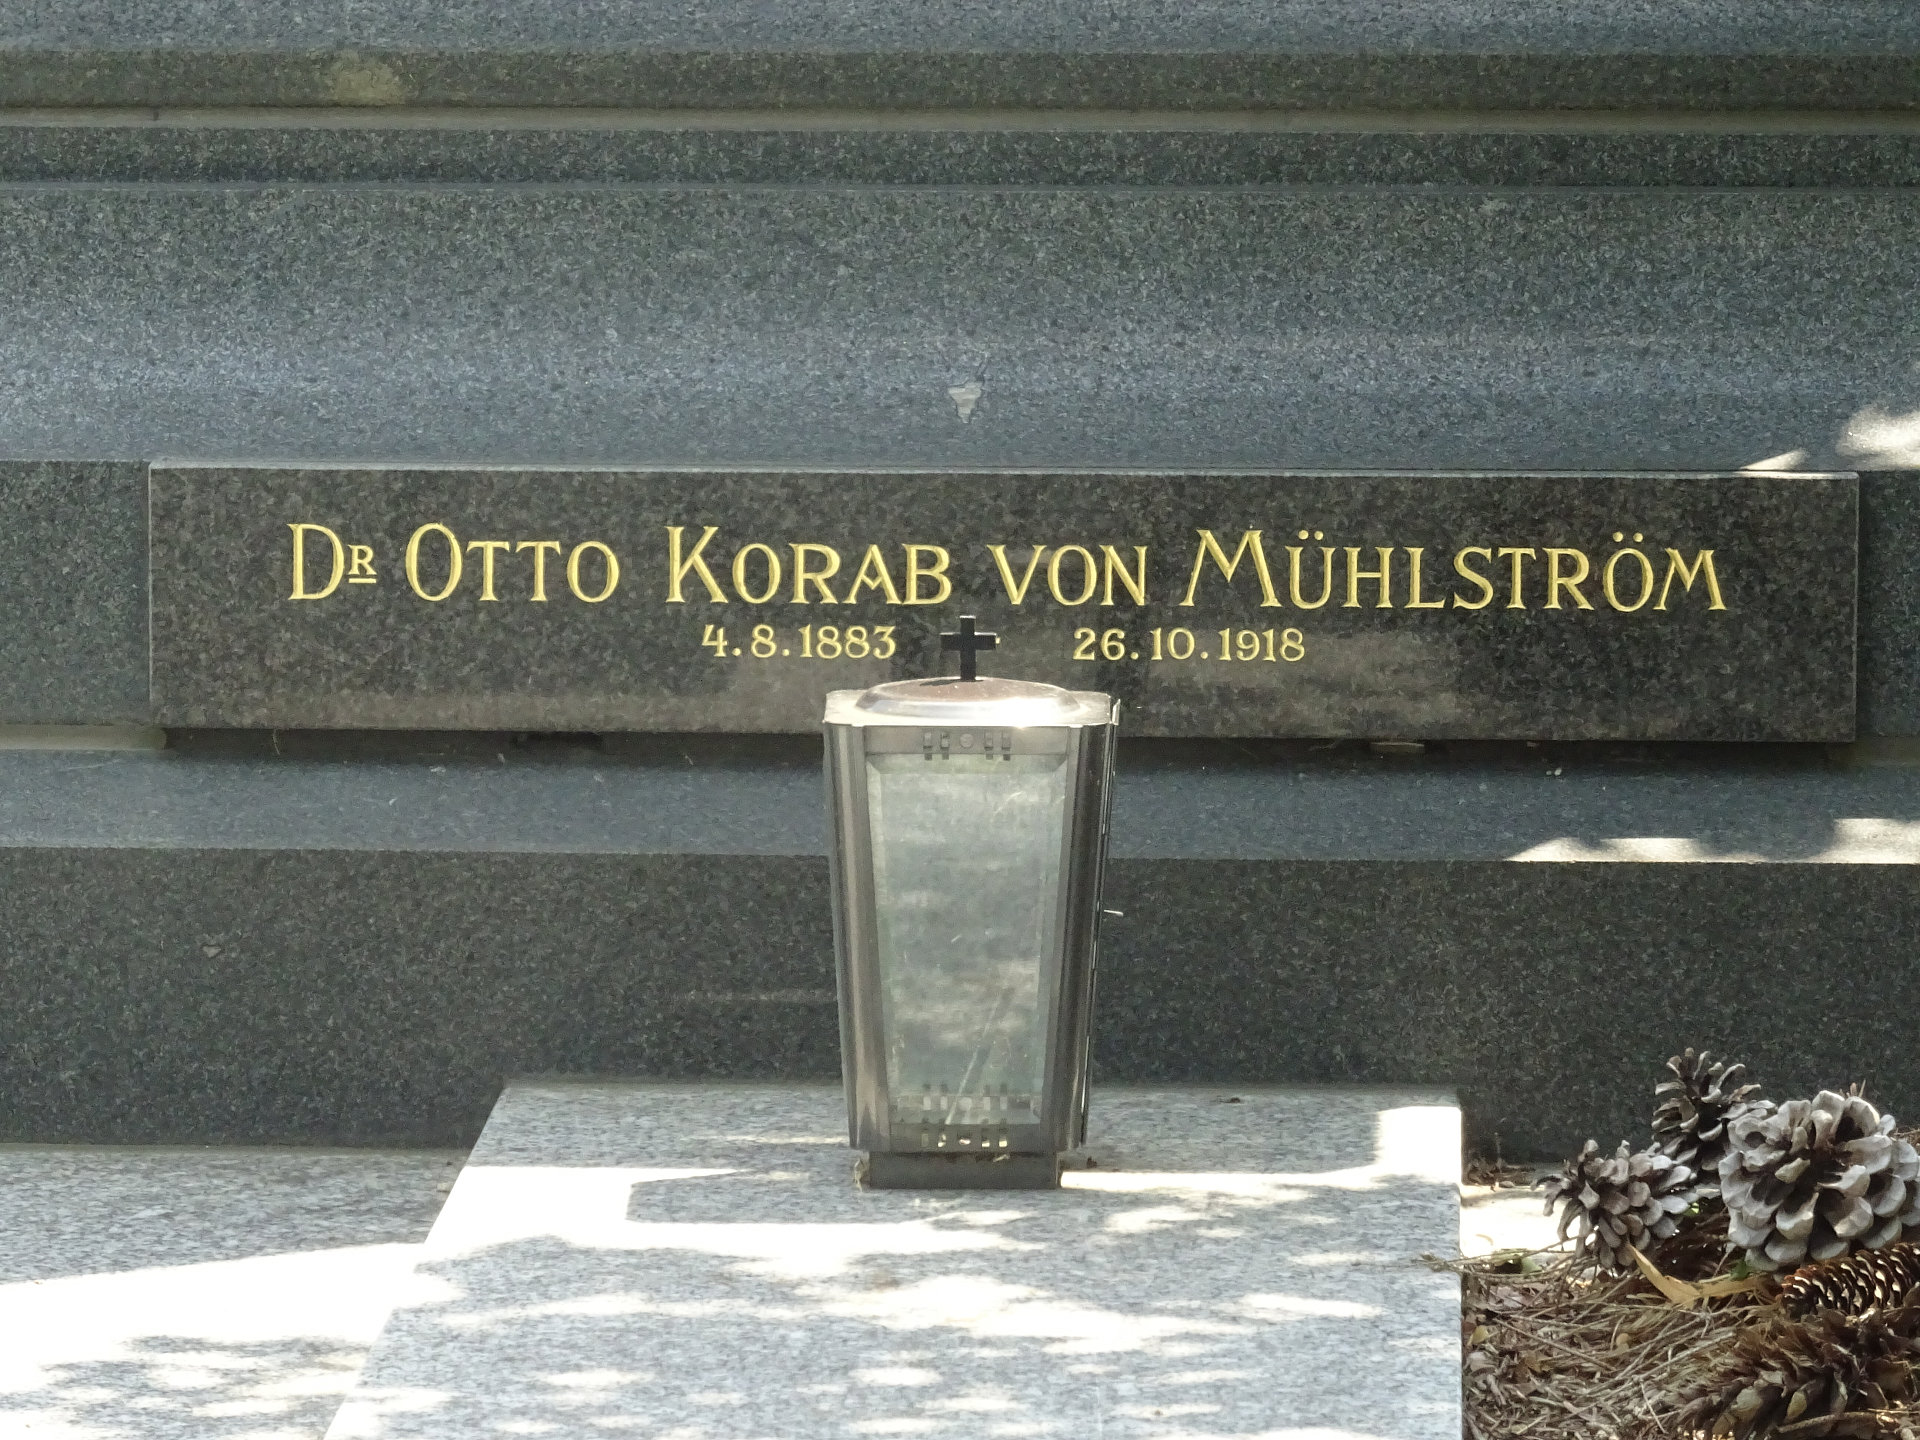 Dr Otto Korab von Mühlström
4.8.1883 26.10.1918